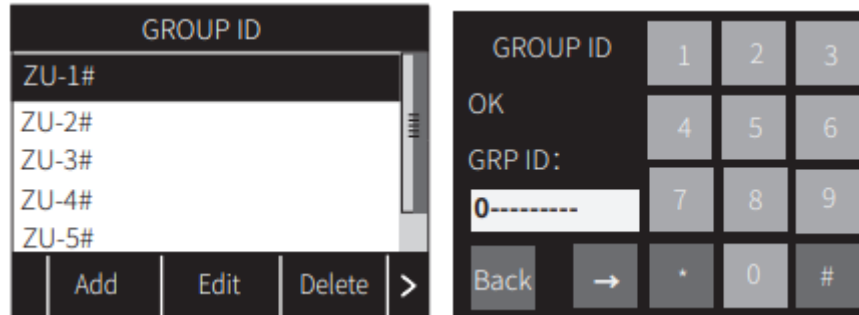 GROUP ID
ZU-1#
ZU-2#
ZU-3#
ZU-4#
ZU-5#
Add Edit Delete >
GROUP ID
OK
GRP ID:
0---------
Back →
1 2 3
4 5 6
7 8 9
* 0 #